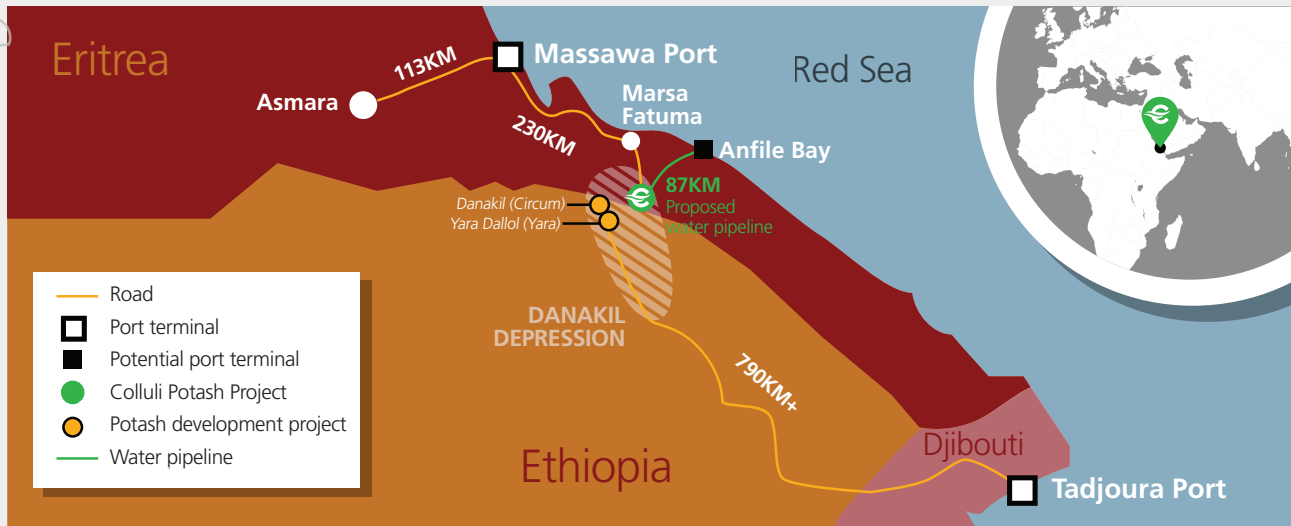 Eritrea
113KM
Massawa Port
Red Sea
Asmara
Marsa
Fatuma
230KM
Anfile Bay
87KM
Proposed
Water pipeline
Danakil (Circum)
Yara Dallol (Yara)
DANAKIL
DEPRESSION
790KM+
Ethiopia
Djibouti
Tadjoura Port
Road
Port terminal
Potential port terminal
Colluli Potash Project
Potash development project
Water pipeline